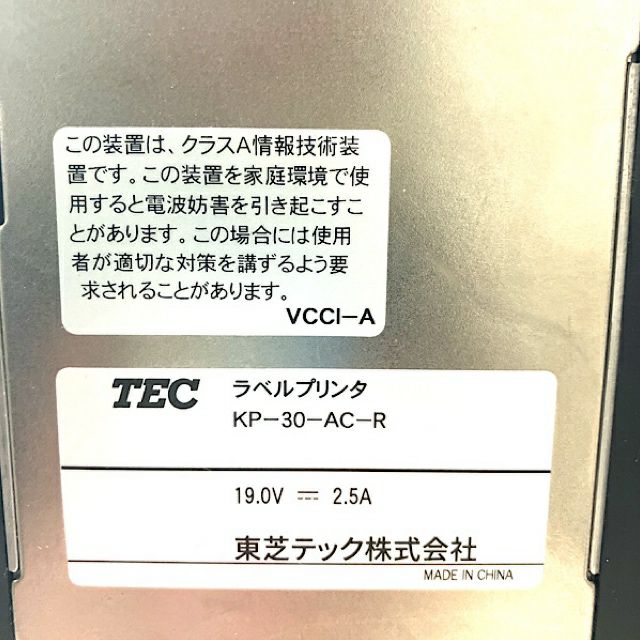 この装置は、クラスA情報技術装
置です。この装置を家庭環境で使
用すると電波妨害を引き起こすこ
とがあります。この場合には使用
者が適切な対策を講ずるよう要
求されることがあります。
VCCI-A
TEC ラベルプリンタ
KP-30-AC-R
19.0V ⎓ 2.5A
東芝テック株式会社
MADE IN CHINA